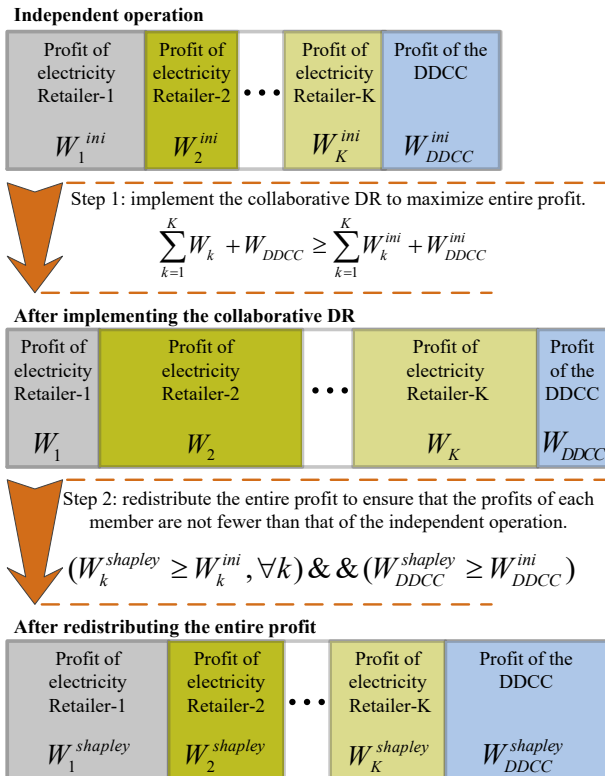 Independent operation
Profit of electricity Retailer-1
Profit of electricity Retailer-2
•••
Profit of electricity Retailer-K
Profit of the DDCC
W_1^{ini}
W_2^{ini}
W_K^{ini}
W_{DDCC}^{ini}
Step 1: implement the collaborative DR to maximize entire profit.
\sum_{k=1}^{K} W_k + W_{DDCC} ≥ \sum_{k=1}^{K} W_k^{ini} + W_{DDCC}^{ini}
After implementing the collaborative DR
Profit of electricity Retailer-1
Profit of electricity Retailer-2
•••
Profit of electricity Retailer-K
Profit of the DDCC
W_1
W_2
W_K
W_{DDCC}
Step 2: redistribute the entire profit to ensure that the profits of each
member are not fewer than that of the independent operation.
(W_k^{shapley} ≥ W_k^{ini}, ∀k) && (W_{DDCC}^{shapley} ≥ W_{DDCC}^{ini})
After redistributing the entire profit
Profit of electricity Retailer-1
Profit of electricity Retailer-2
•••
Profit of electricity Retailer-K
Profit of the DDCC
W_1^{shapley}
W_2^{shapley}
W_K^{shapley}
W_{DDCC}^{shapley}